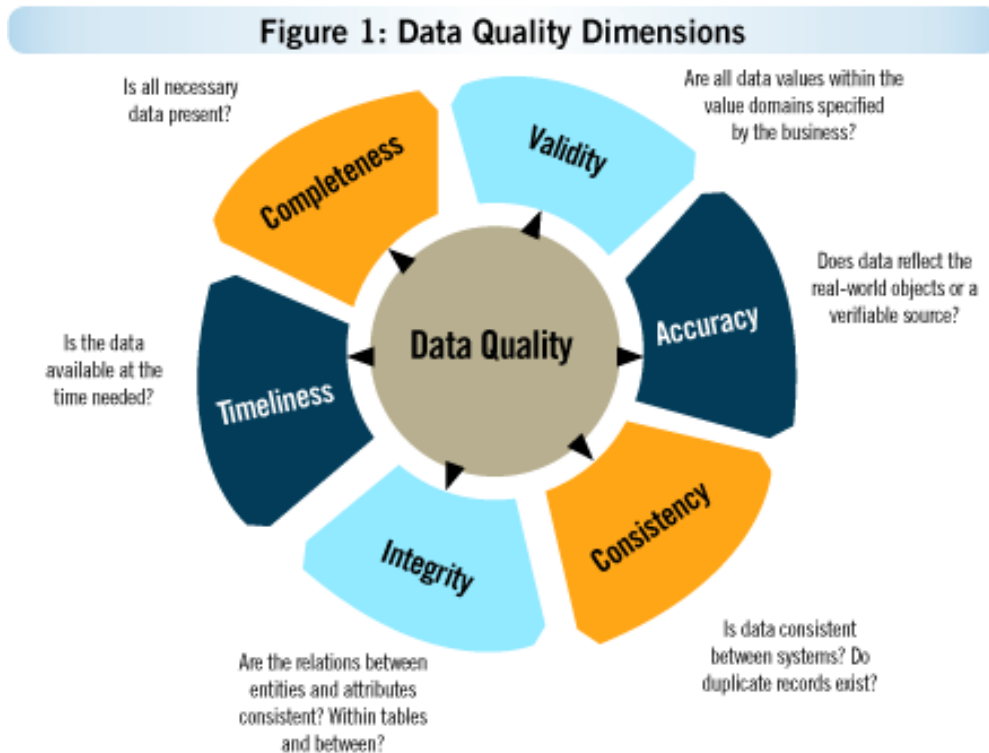 Figure 1: Data Quality Dimensions
Is all necessary
data present?
Completeness
Validity
Are all data values within the
value domains specified
by the business?
Accuracy
Does data reflect the
real-world objects or a
verifiable source?
Data Quality
Is the data
available at the
time needed?
Timeliness
Integrity
Consistency
Are the relations between
entities and attributes
consistent? Within tables
and between?
Is data consistent
between systems? Do
duplicate records exist?